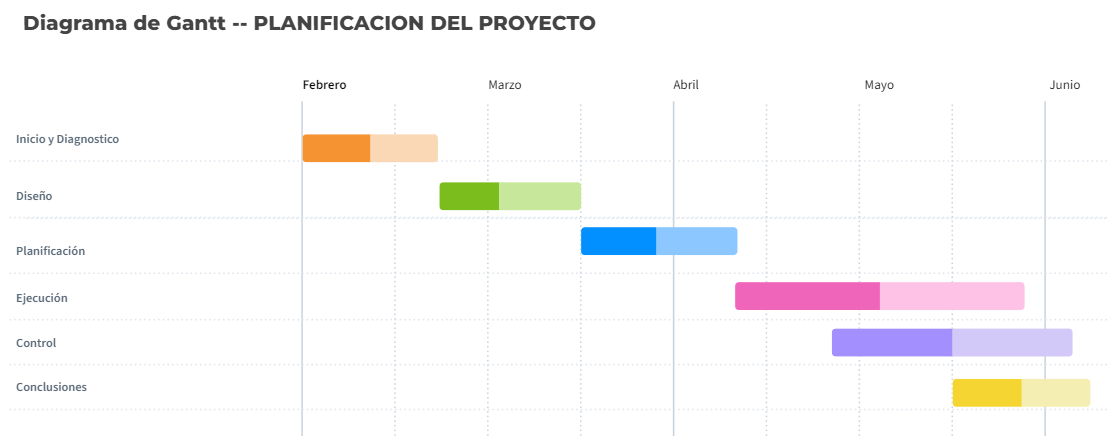 Diagrama de Gantt -- PLANIFICACION DEL PROYECTO
Febrero Marzo Abril Mayo Junio
Inicio y Diagnostico
Diseño
Planificación
Ejecución
Control
Conclusiones